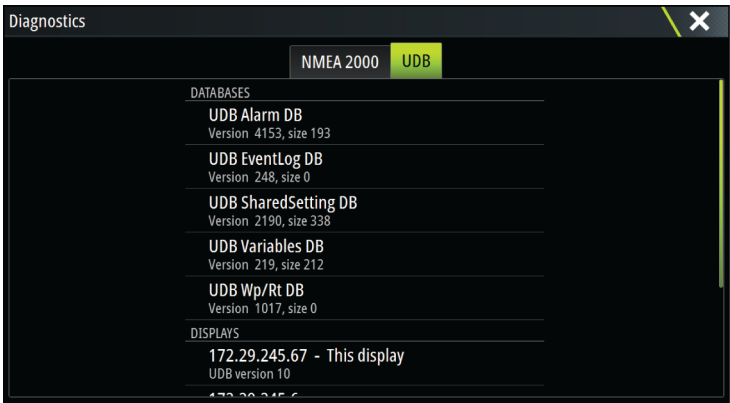 Diagnostics
NMEA 2000 UDB
DATABASES
UDB Alarm DB
Version 4153, size 193
UDB EventLog DB
Version 248, size 0
UDB SharedSetting DB
Version 2190, size 338
UDB Variables DB
Version 219, size 212
UDB Wp/Rt DB
Version 1017, size 0
DISPLAYS
172.29.245.67 - This display
UDB version 10